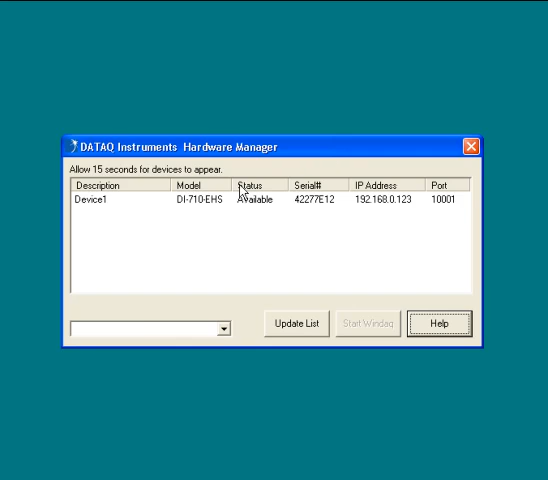 DATAQ Instruments Hardware Manager
Allow 15 seconds for devices to appear.
Description Model Status Serial# IP Address Port
Device1 DI-710-EHS Available 42277E12 192.168.0.123 10001
Update List Start Windaq Help